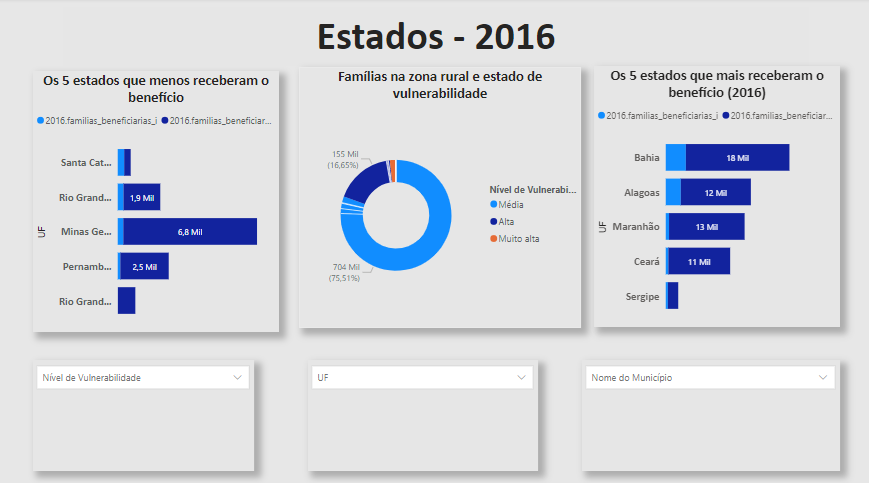 Estados - 2016
Os 5 estados que menos receberam o
benefício
2016.familias_beneficiarias_i
2016.familias_beneficiar...
Santa Cat...
Rio Grand...
1,9 Mil
Minas Ge...
6,8 Mil
Pernamb...
2,5 Mil
Rio Grand...
UF
Famílias na zona rural e estado de
vulnerabilidade
155 Mil
(16,65%)
704 Mil
(75,51%)
Nível de Vulnerabi...
Média
Alta
Muito alta
Os 5 estados que mais receberam o
benefício (2016)
2016.familias_beneficiarias_i
2016.familias_beneficiar...
Bahia
18 Mil
Alagoas
12 Mil
Maranhão
13 Mil
Ceará
11 Mil
Sergipe
UF
Nível de Vulnerabilidade
UF
Nome do Município